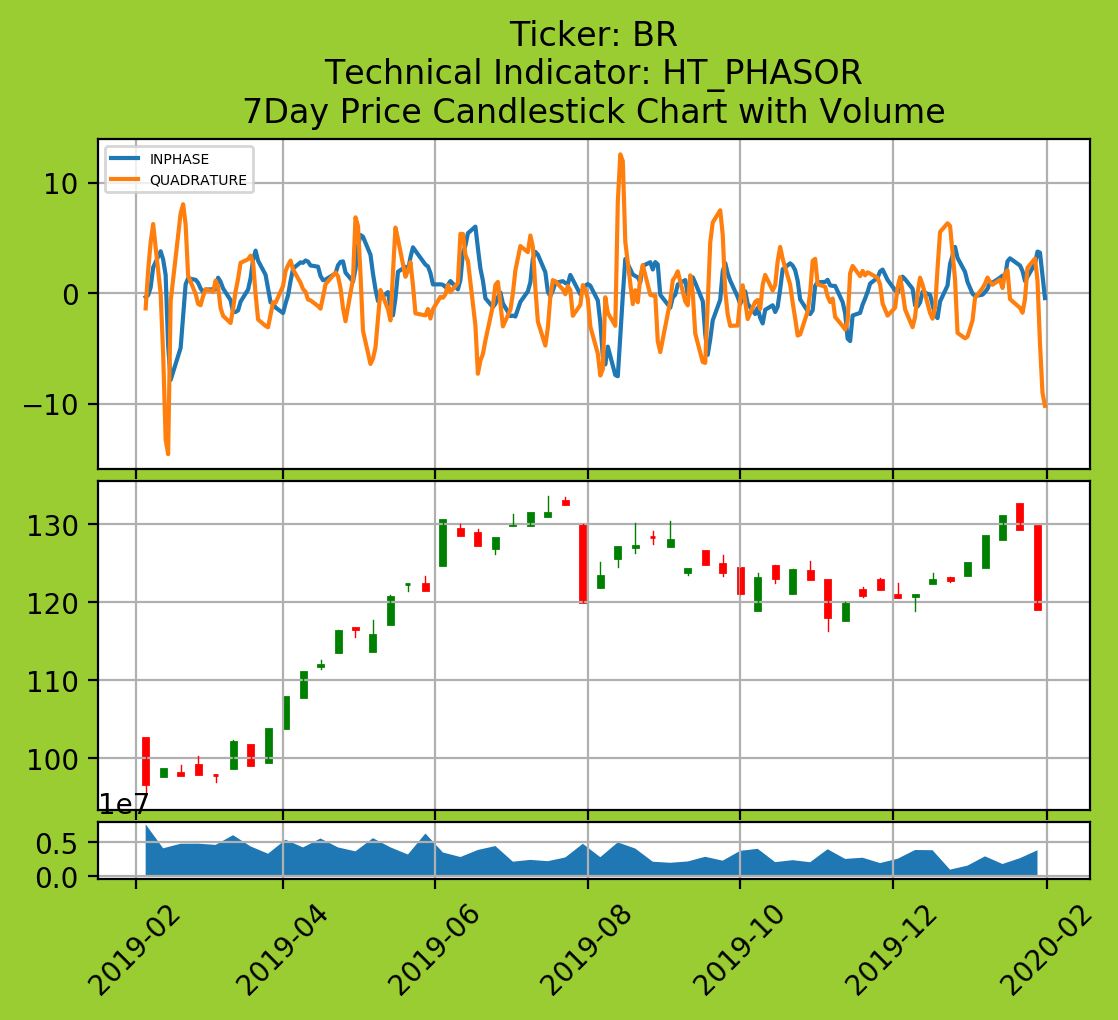 Ticker: BR
Technical Indicator: HT_PHASOR
7Day Price Candlestick Chart with Volume
INPHASE
QUADRATURE
10
0
−10
130
120
110
100
1e7
0.5
0.0
2019-02
2019-04
2019-06
2019-08
2019-10
2019-12
2020-02